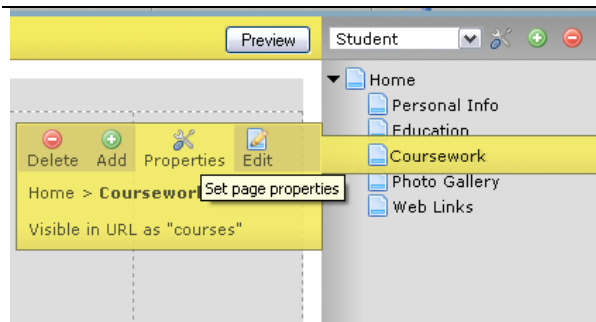 Preview
Student
Home
Personal Info
Education
Coursework
Photo Gallery
Web Links
Delete Add Properties Edit
Home > Coursework
Set page properties
Visible in URL as "courses"